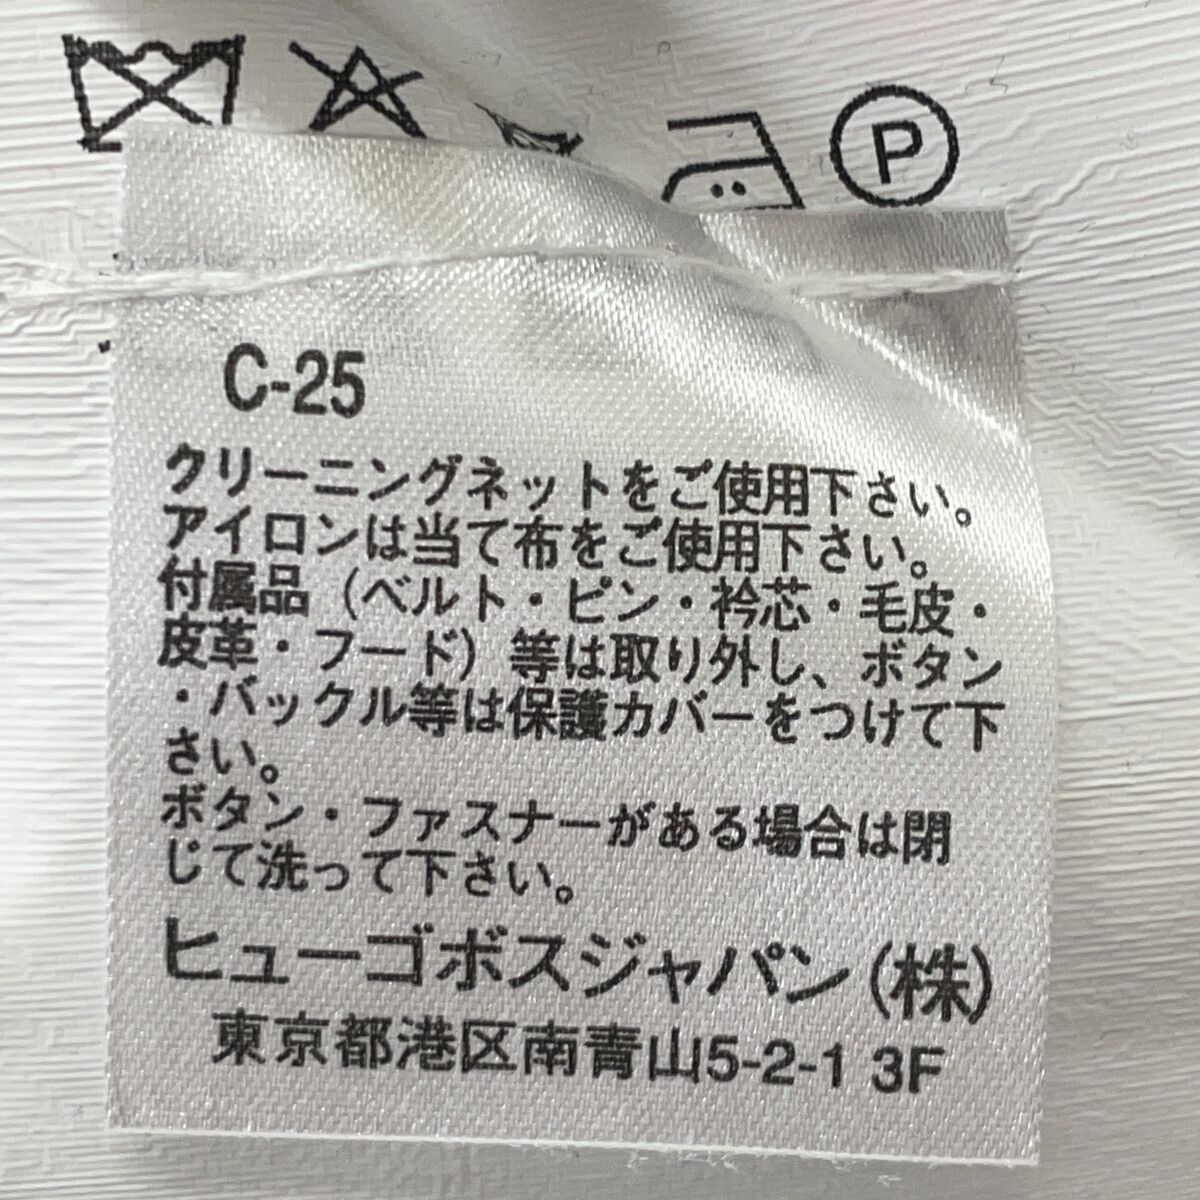 P
C-25
クリーニングネットをご使用下さい。
アイロンは当て布をご使用下さい。
付属品（ベルト・ピン・衿芯・毛皮・
皮革・フード）等は取り外し、ボタン
・バックル等は保護カバーをつけて下
さい。
ボタン・ファスナーがある場合は閉
じて洗って下さい。
ヒューゴボスジャパン(株)
東京都港区南青山5-2-1 3F